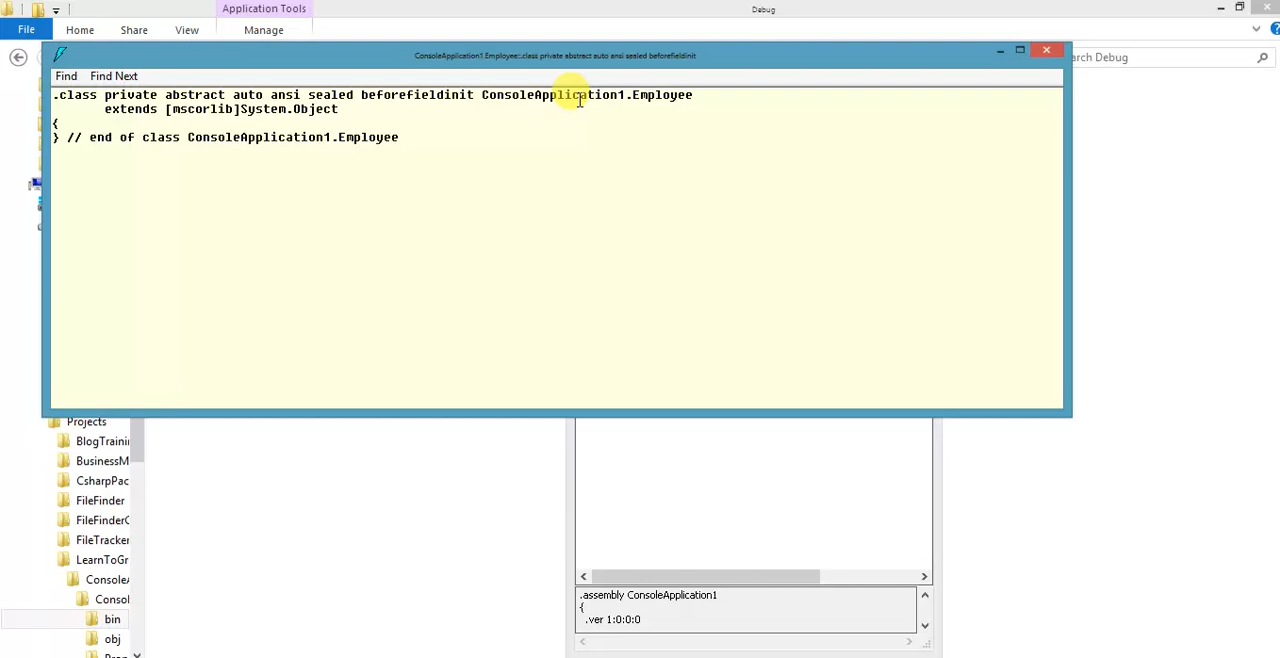 Application Tools
Debug
File
Home
Share
View
Manage
ConsoleApplication1.Employee::.class private abstract auto ansi sealed beforefieldinit
arch Debug
Find
Find Next
.class private abstract auto ansi sealed beforefieldinit ConsoleApplication1.Employee
extends [mscorlib]System.Object
{
} // end of class ConsoleApplication1.Employee
Projects
BlogTraini
BusinessM
CsharpPac
FileFinder
FileFinderC
FileTracker
LearnToGr
ConsoleA
Consol
bin
obj
.assembly ConsoleApplication1
{
.ver 1:0:0:0